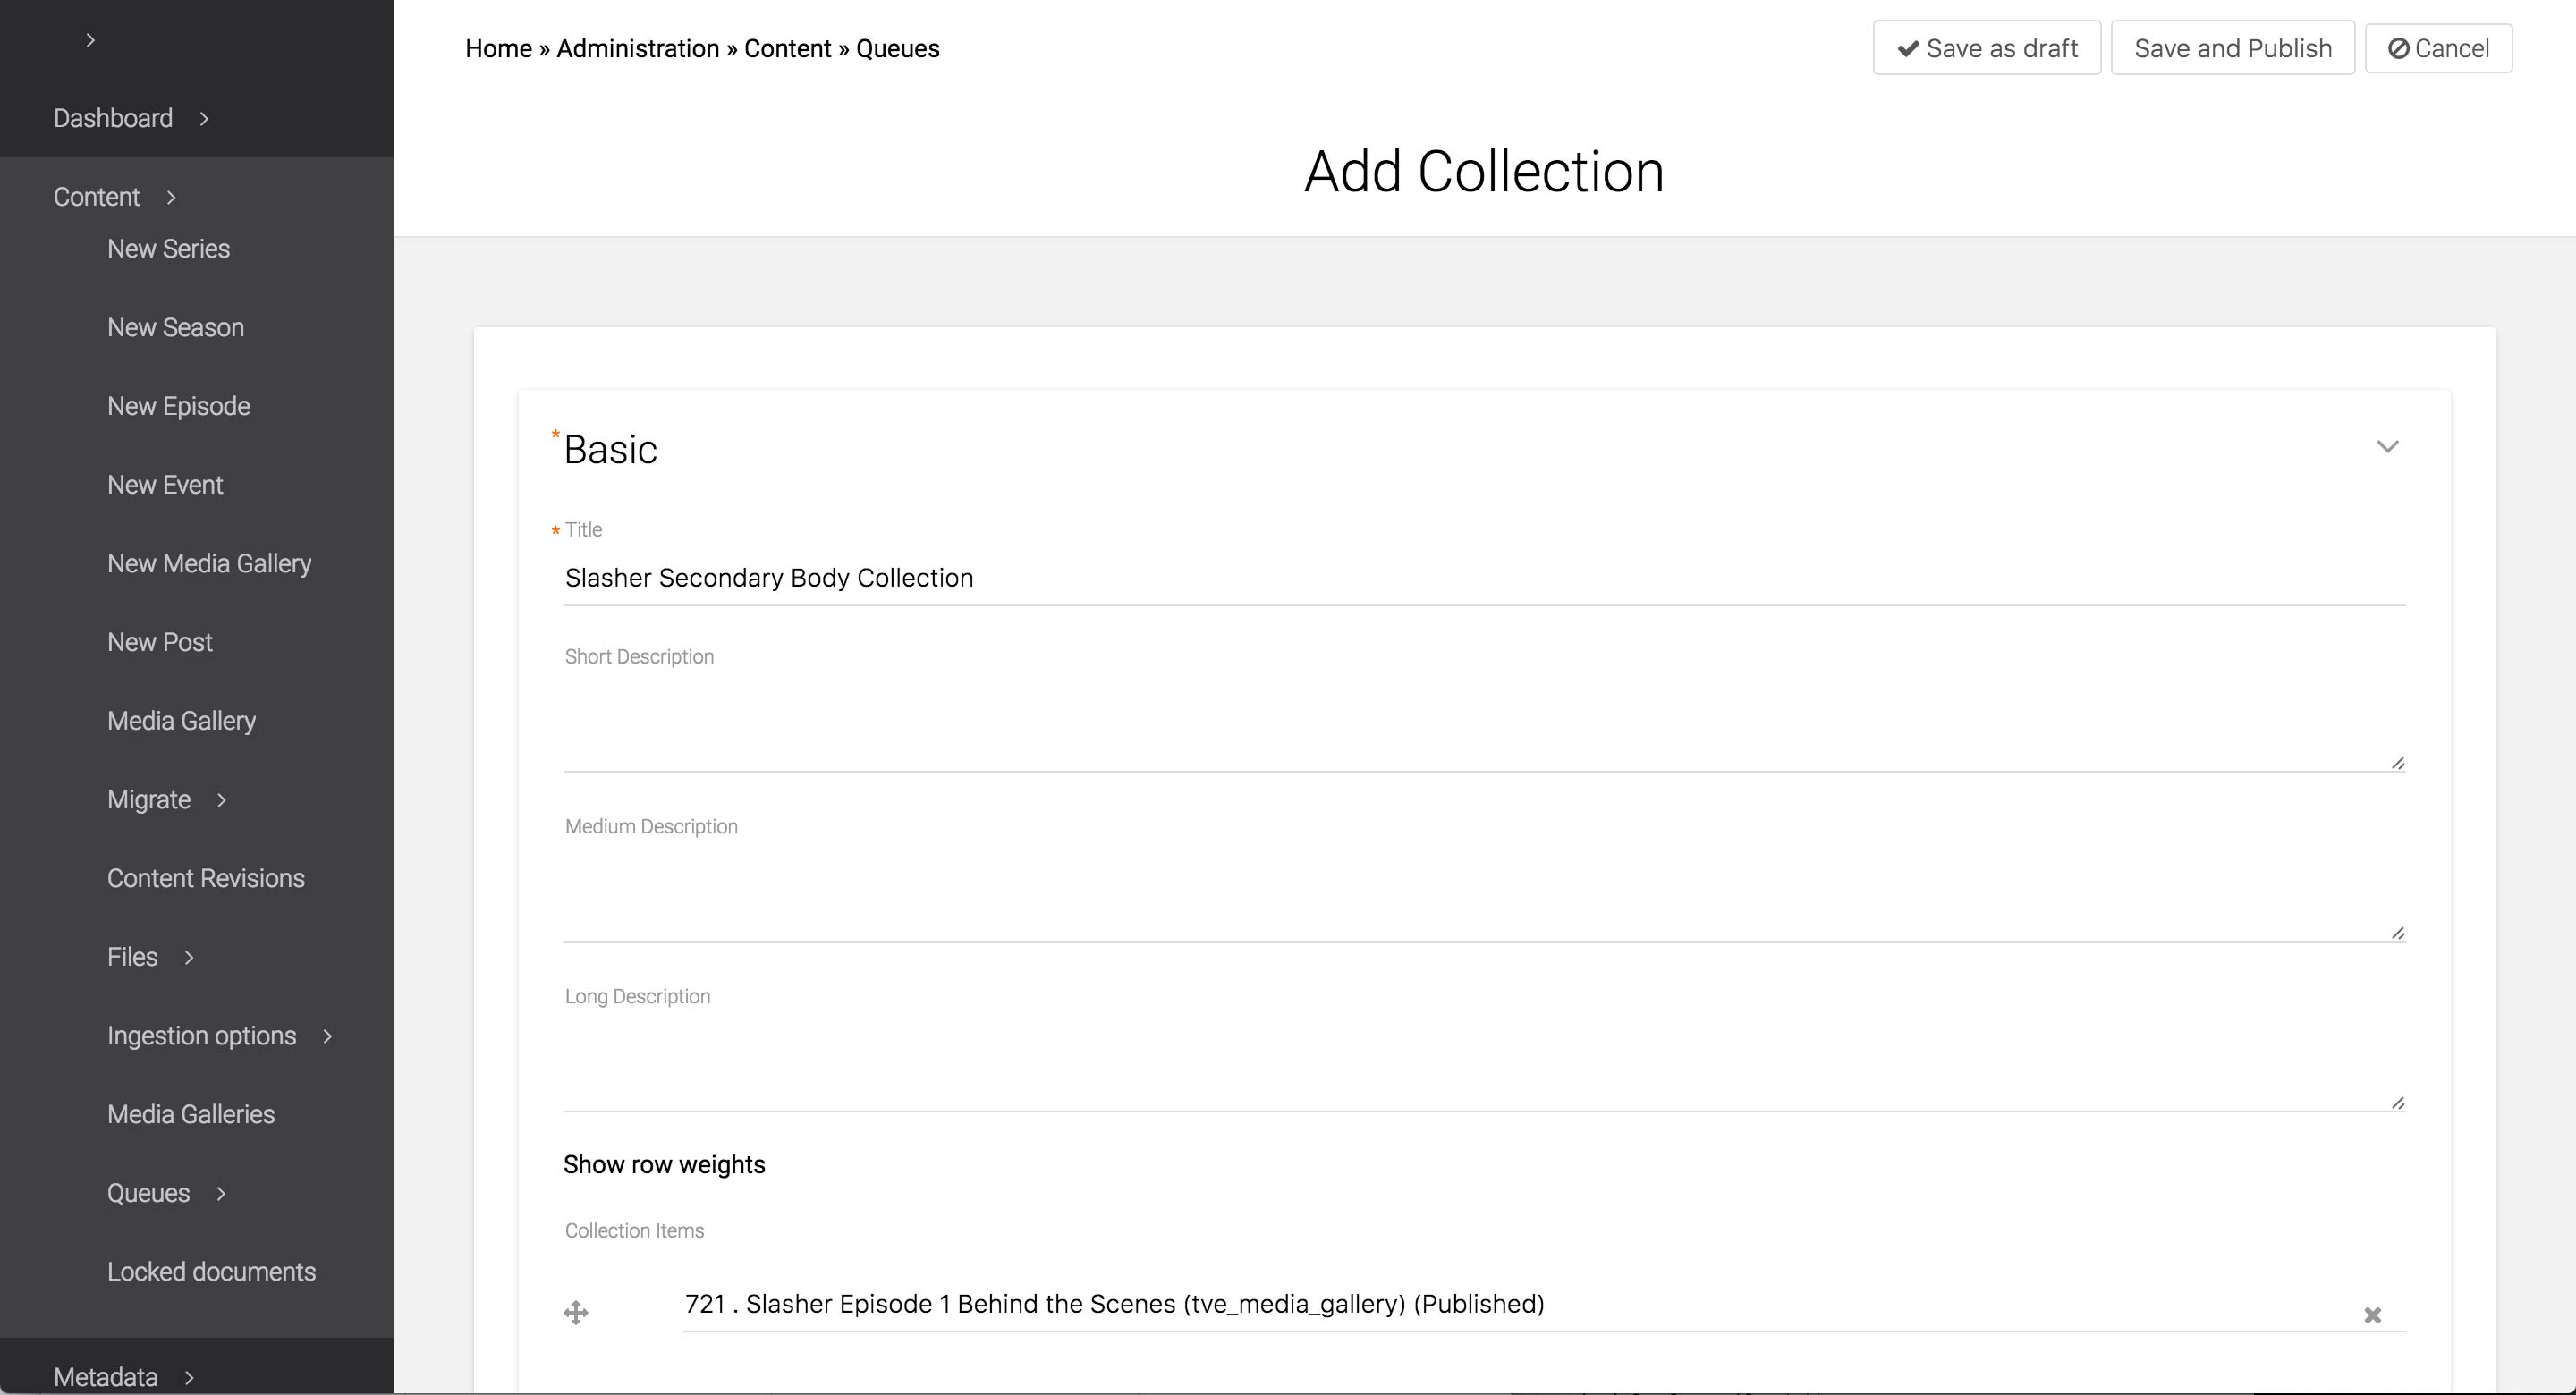 Home » Administration » Content » Queues
Save as draft
Save and Publish
Cancel
Dashboard
Content
New Series
New Season
New Episode
New Event
New Media Gallery
New Post
Media Gallery
Migrate
Content Revisions
Files
Ingestion options
Media Galleries
Queues
Locked documents
Metadata
Add Collection
* Basic
* Title
Slasher Secondary Body Collection
Short Description
Medium Description
Long Description
Show row weights
Collection Items
721 . Slasher Episode 1 Behind the Scenes (tve_media_gallery) (Published)